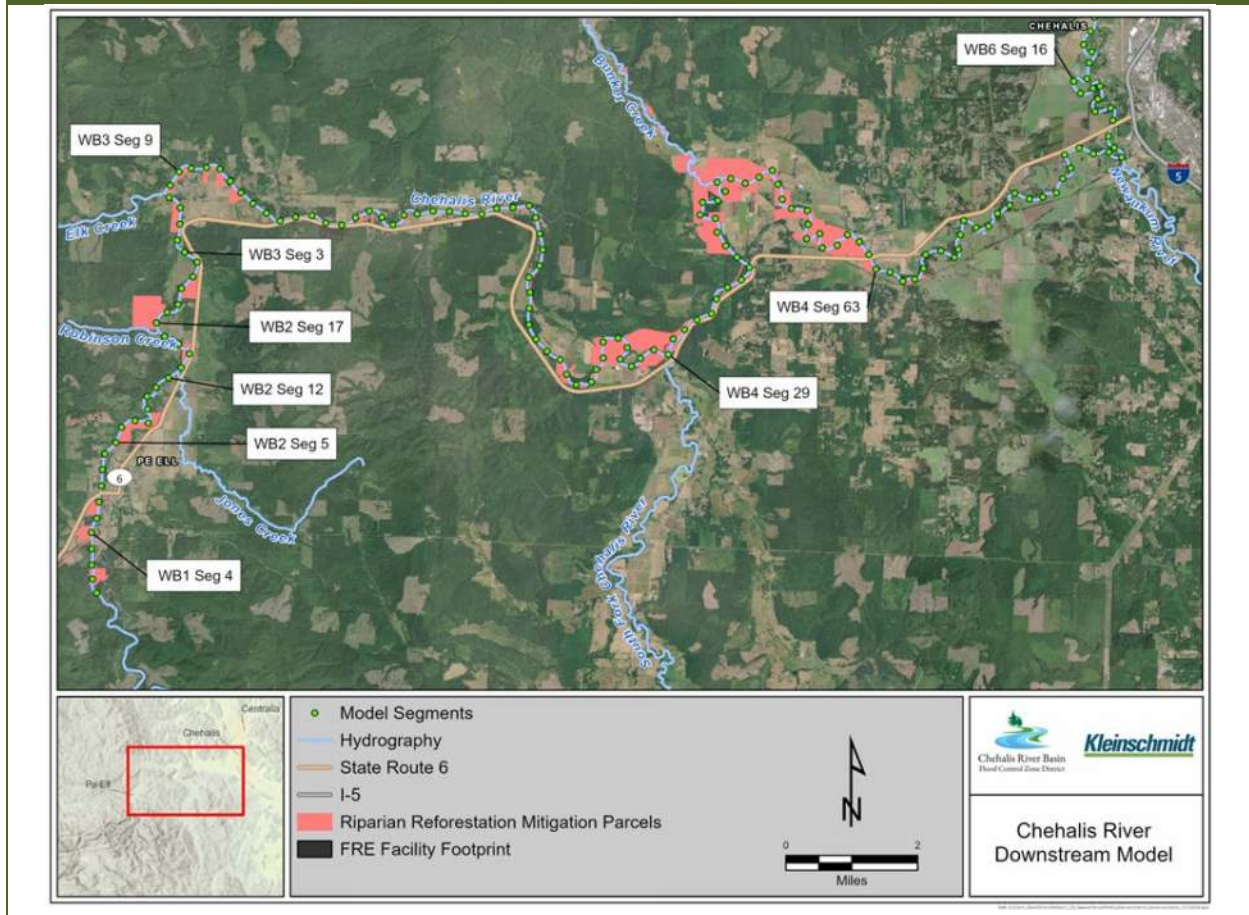 CHEHALIS
WB6 Seg 16
Bunker Creek
WB3 Seg 9
5
Chehalis River
Newaukum River
Elk Creek
WB3 Seg 3
WB4 Seg 63
WB2 Seg 17
Robinson Creek
WB2 Seg 12
WB4 Seg 29
WB2 Seg 5
PE ELL
6
Jones Creek
South Fork Chehalis River
WB1 Seg 4
Centralia
Chehalis
Pe Ell
Model Segments
Hydrography
State Route 6
I-5
Riparian Reforestation Mitigation Parcels
FRE Facility Footprint
N
0 2
Miles
Chehalis River Basin
Flood Control Zone District
Kleinschmidt
Chehalis River
Downstream Model